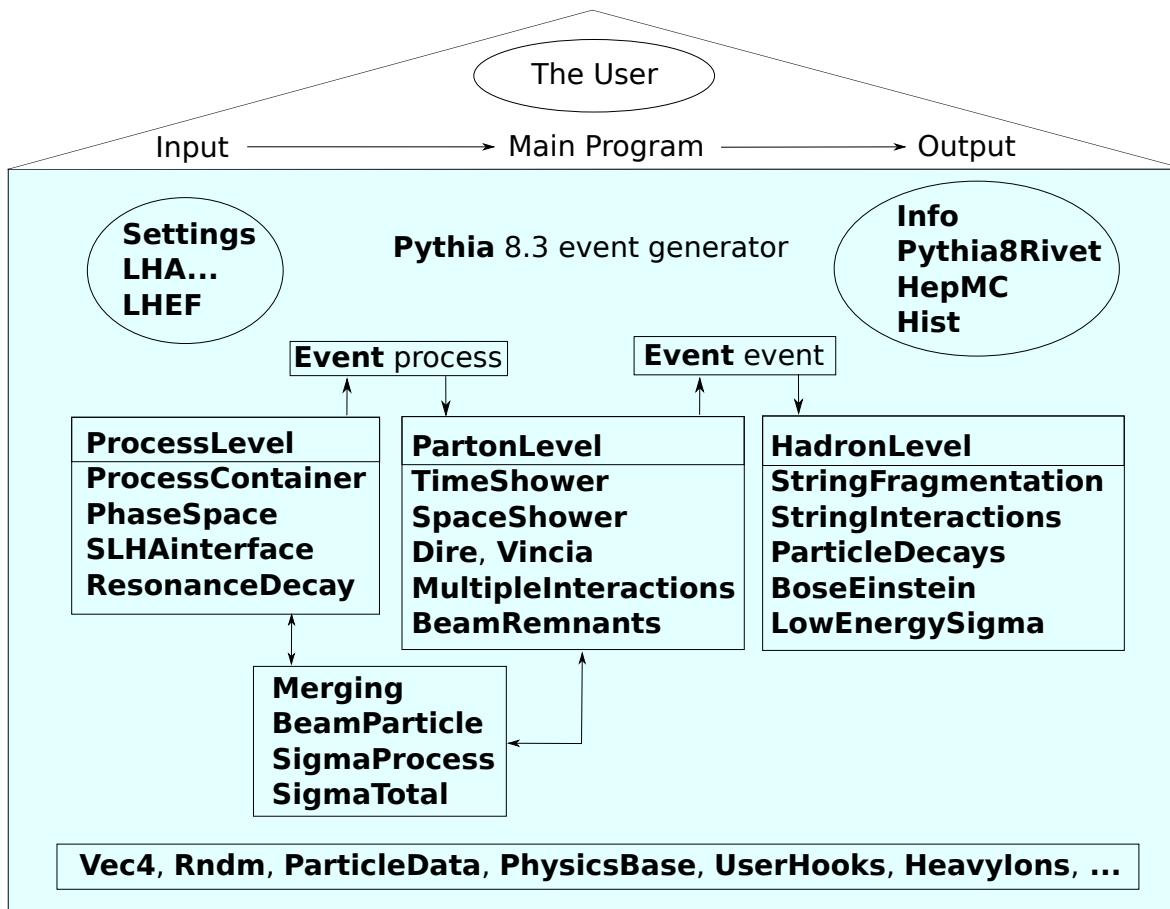 The User
Input
Main Program
Output
Settings
LHA...
LHEF
Pythia 8.3 event generator
Info
Pythia8Rivet
HepMC
Hist
Event process
Event event
ProcessLevel
ProcessContainer
PhaseSpace
SLHAinterface
ResonanceDecay
PartonLevel
TimeShower
SpaceShower
Dire, Vincia
MultipleInteractions
BeamRemnants
HadronLevel
StringFragmentation
StringInteractions
ParticleDecays
BoseEinstein
LowEnergySigma
Merging
BeamParticle
SigmaProcess
SigmaTotal
Vec4, Rndm, ParticleData, PhysicsBase, UserHooks, HeavyIons, ...